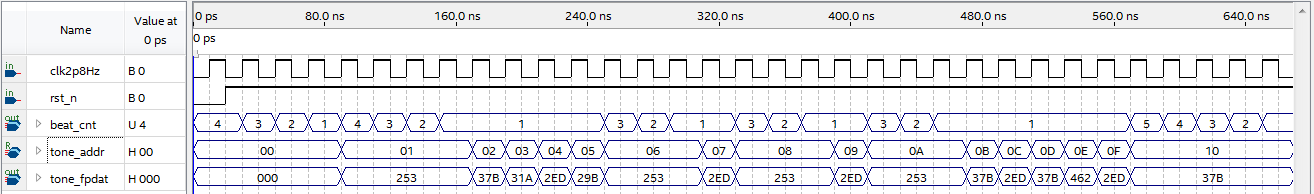 Name Value at 0 ps
0 ps 80.0 ns 160.0 ns 240.0 ns 320.0 ns 400.0 ns 480.0 ns 560.0 ns 640.0 ns
0 ps
in clk2p8Hz B 0
in rst_n B 0
out beat_cnt U 4 4 3 2 1 4 3 2 1 3 2 1 3 2 1 3 2 1 5 4 3 2
R tone_addr H 00 00 01 02 03 04 05 06 07 08 09 0A 0B 0C 0D 0E 0F 10
out tone_fpdat H 000 000 253 37B 31A 2ED 29B 253 2ED 253 2ED 253 37B 2ED 37B 462 2ED 37B